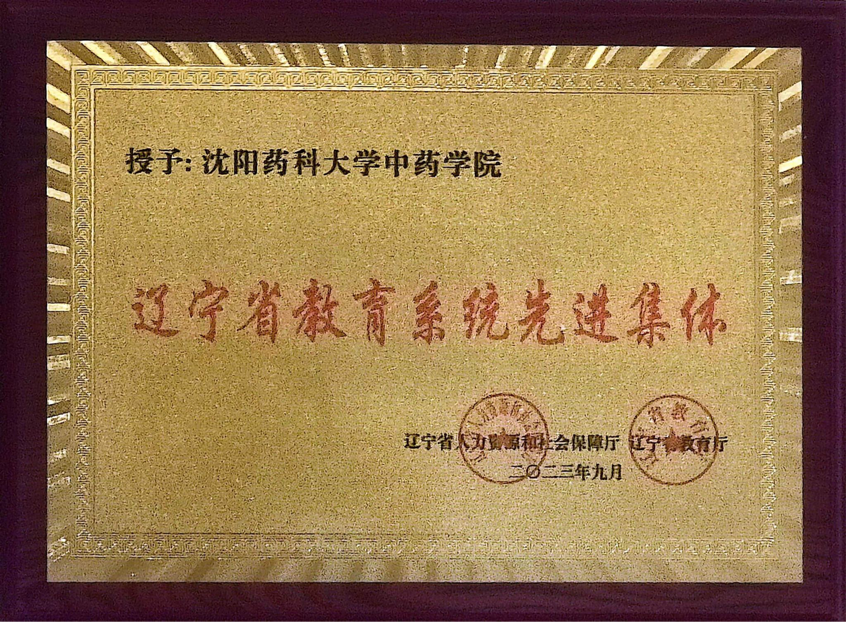 授予:沈阳药科大学中药学院
辽宁省教育系统先进集体
辽宁省人力资源和社会保障厅 辽宁省教育厅
二〇二三年九月